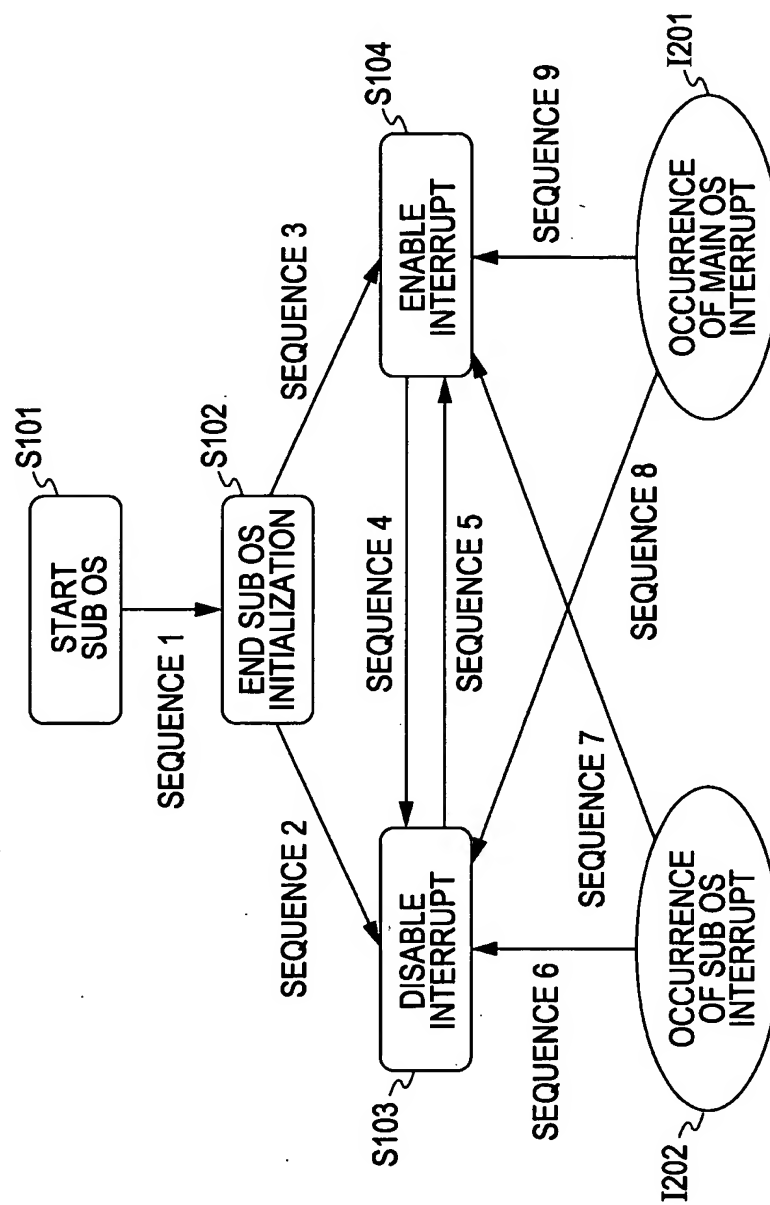 S101
START
SUB OS
SEQUENCE 1
S102
END SUB OS
INITIALIZATION
SEQUENCE 2
SEQUENCE 3
S103
DISABLE
INTERRUPT
SEQUENCE 4
SEQUENCE 5
S104
ENABLE
INTERRUPT
SEQUENCE 6
SEQUENCE 7
SEQUENCE 8
SEQUENCE 9
I202
OCCURRENCE
OF SUB OS
INTERRUPT
I201
OCCURRENCE
OF MAIN OS
INTERRUPT